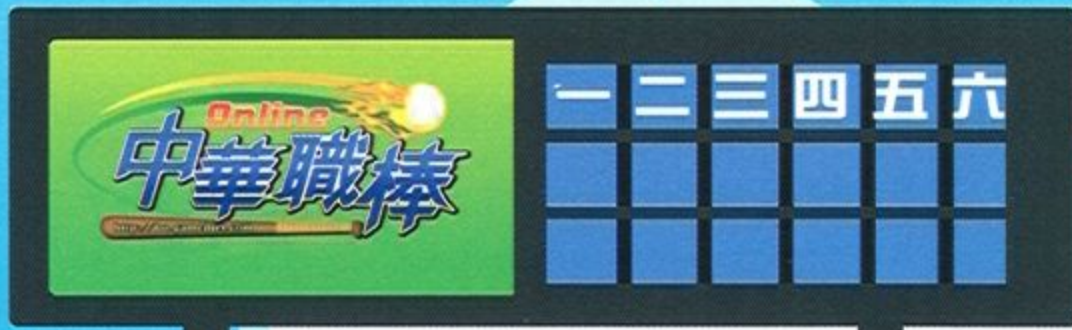 Online
中華職棒
一 二 三 四 五 六